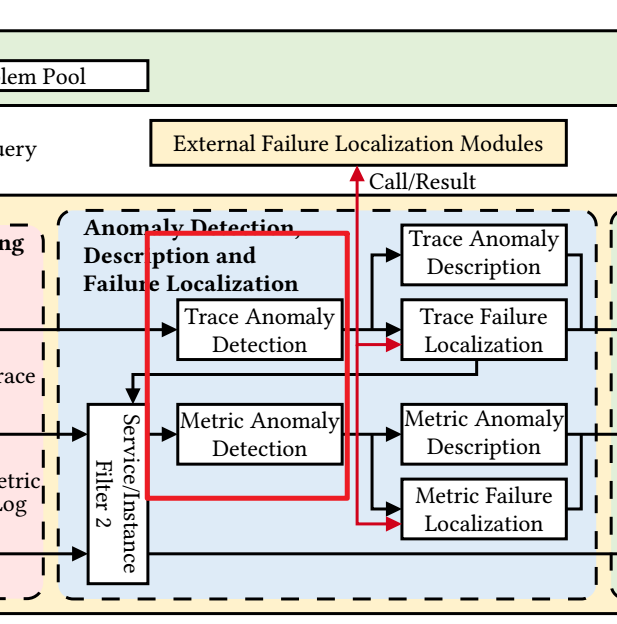 lem Pool
uery
External Failure Localization Modules
Call/Result
ng
Anomaly Detection,
Description and
Failure Localization
Trace Anomaly
Description
Trace Anomaly
Detection
Trace Failure
Localization
race
Service/Instance
Filter 2
Metric Anomaly
Detection
Metric Anomaly
Description
etric
Log
Metric Failure
Localization